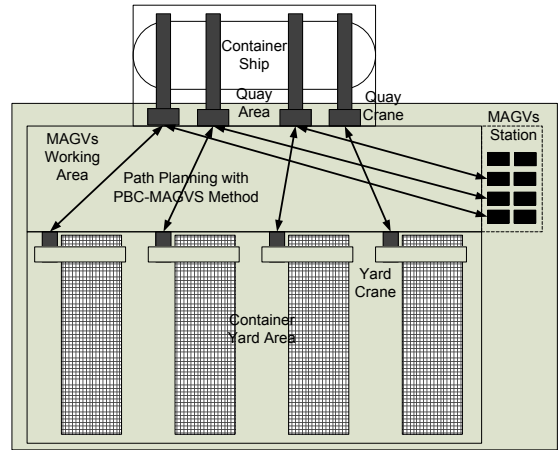 Container
Ship
Quay
Area
Quay
Crane
MAGVs
Station
MAGVs
Working
Area
Path Planning with
PBC-MAGVS Method
Yard
Crane
Container
Yard Area